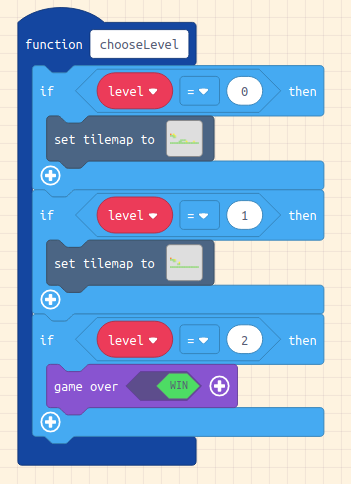 function chooseLevel
if level = 0 then
set tilemap to
if level = 1 then
set tilemap to
if level = 2 then
game over WIN